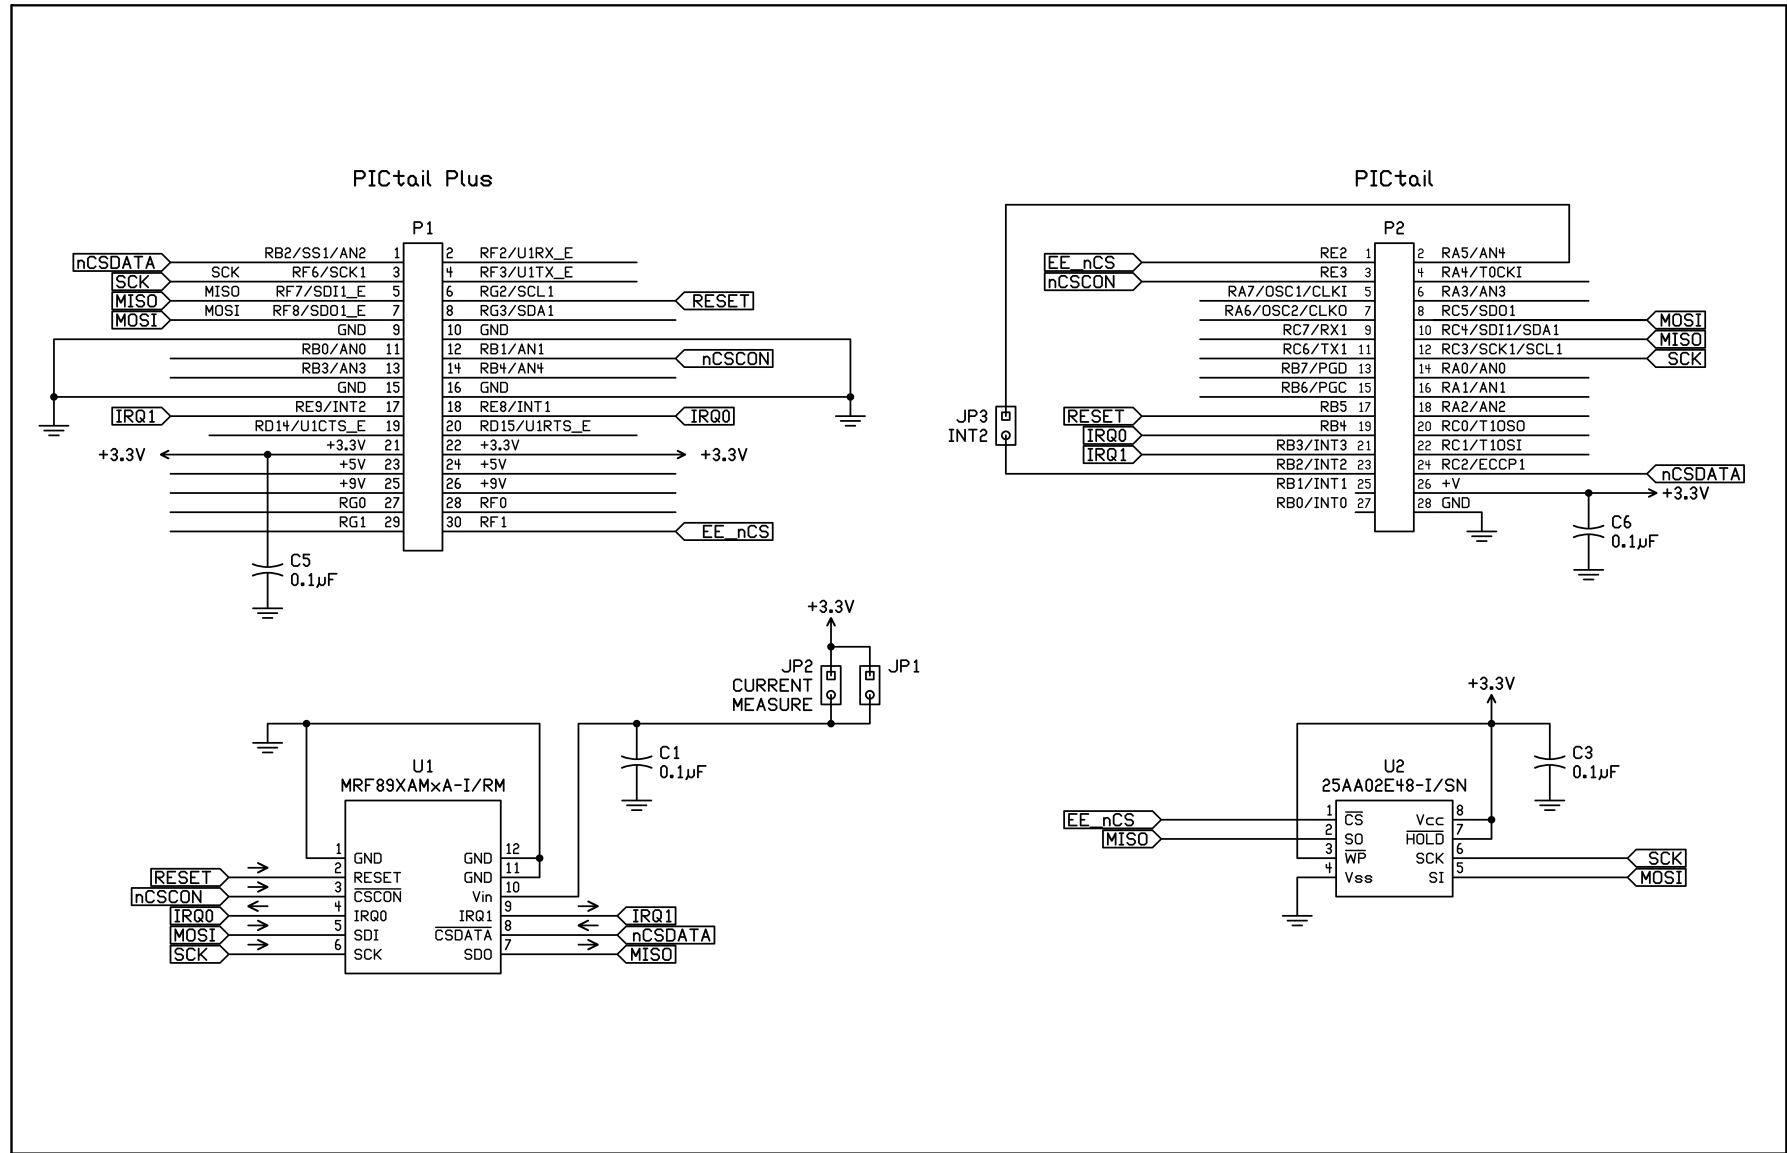 PICtail Plus
P1
nCSDATA RB2/SS1/AN2 1 2 RF2/U1RX_E
SCK SCK RF6/SCK1 3 4 RF3/U1TX_E
MISO MISO RF7/SDI1_E 5 6 RG2/SCL1 RESET
MOSI MOSI RF8/SDO1_E 7 8 RG3/SDA1
GND 9 10 GND
RB0/AN0 11 12 RB1/AN1 nCSCON
RB3/AN3 13 14 RB4/AN4
GND 15 16 GND
IRQ1 RE9/INT2 17 18 RE8/INT1 IRQ0
RD14/U1CTS_E 19 20 RD15/U1RTS_E
+3.3V +3.3V 21 22 +3.3V +3.3V
+5V 23 24 +5V
+9V 25 26 +9V
RG0 27 28 RF0
RG1 29 30 RF1 EE_nCS
C5
0.1µF
PICtail
P2
EE_nCS RE2 1 2 RA5/AN4
nCSCON RE3 3 4 RA4/T0CKI
RA7/OSC1/CLKI 5 6 RA3/AN3
RA6/OSC2/CLKO 7 8 RC5/SDO1 MOSI
RC7/RX1 9 10 RC4/SDI1/SDA1 MISO
RC6/TX1 11 12 RC3/SCK1/SCL1 SCK
RB7/PGD 13 14 RA0/AN0
RB6/PGC 15 16 RA1/AN1
RESET RB5 17 18 RA2/AN2
IRQ0 RB4 19 20 RC0/T1OSO
IRQ1 RB3/INT3 21 22 RC1/T1OSI
RB2/INT2 23 24 RC2/ECCP1 nCSDATA
RB1/INT1 25 26 +V +3.3V
RB0/INT0 27 28 GND
JP3
INT2
C6
0.1µF
+3.3V
JP2 JP1
CURRENT
MEASURE
C1
0.1µF
U1
MRF89XAMxA-I/RM
1 GND GND 12
RESET 2 RESET GND 11
nCSCON 3 CSCON Vin 10
IRQ0 4 IRQ0 IRQ1 9 IRQ1
MOSI 5 SDI CSDATA 8 nCSDATA
SCK 6 SCK SDO 7 MISO
+3.3V
C3
0.1µF
U2
25AA02E48-I/SN
EE_nCS 1 CS Vcc 8
MISO 2 SO HOLD 7
3 WP SCK 6 SCK
4 Vss SI 5 MOSI